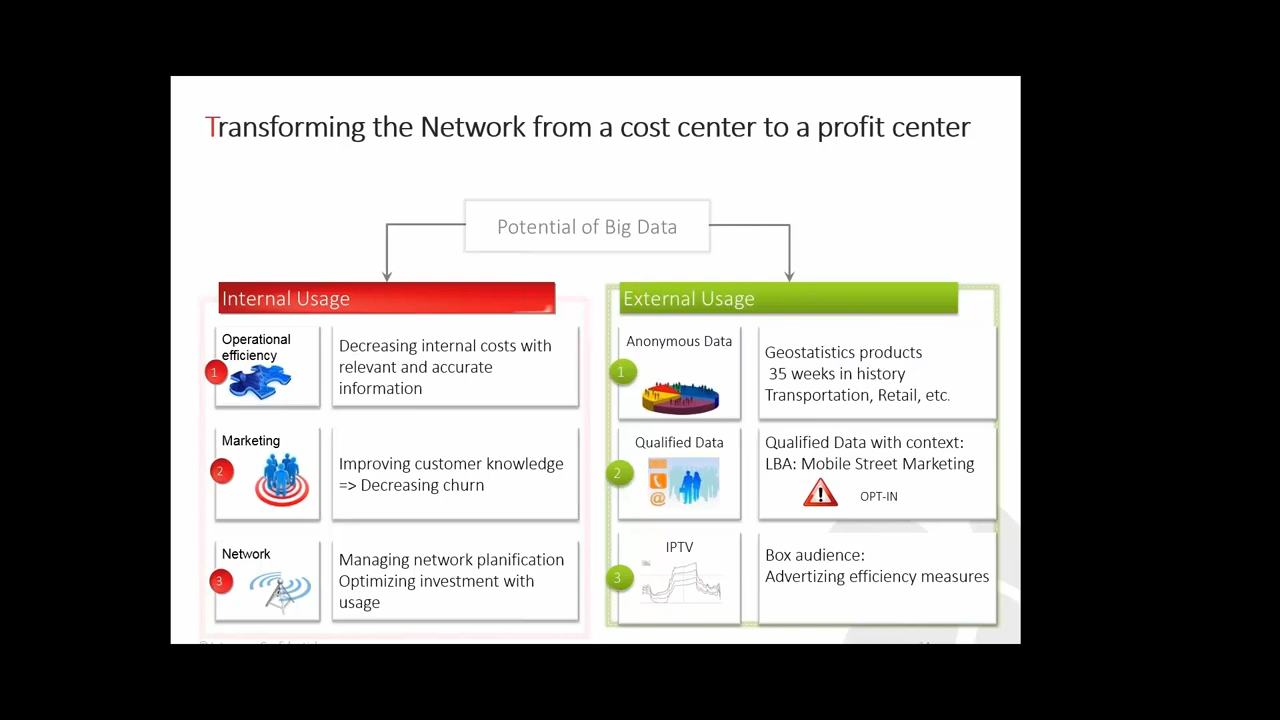 Transforming the Network from a cost center to a profit center
Potential of Big Data
Internal Usage
Operational
efficiency
1
Decreasing internal costs with
relevant and accurate
information
Marketing
2
Improving customer knowledge
=> Decreasing churn
Network
3
Managing network planification
Optimizing investment with
usage
External Usage
Anonymous Data
1
Geostatistics products
35 weeks in history
Transportation, Retail, etc.
Qualified Data
2
@
Qualified Data with context:
LBA: Mobile Street Marketing
!
OPT-IN
IPTV
3
Box audience:
Advertizing efficiency measures